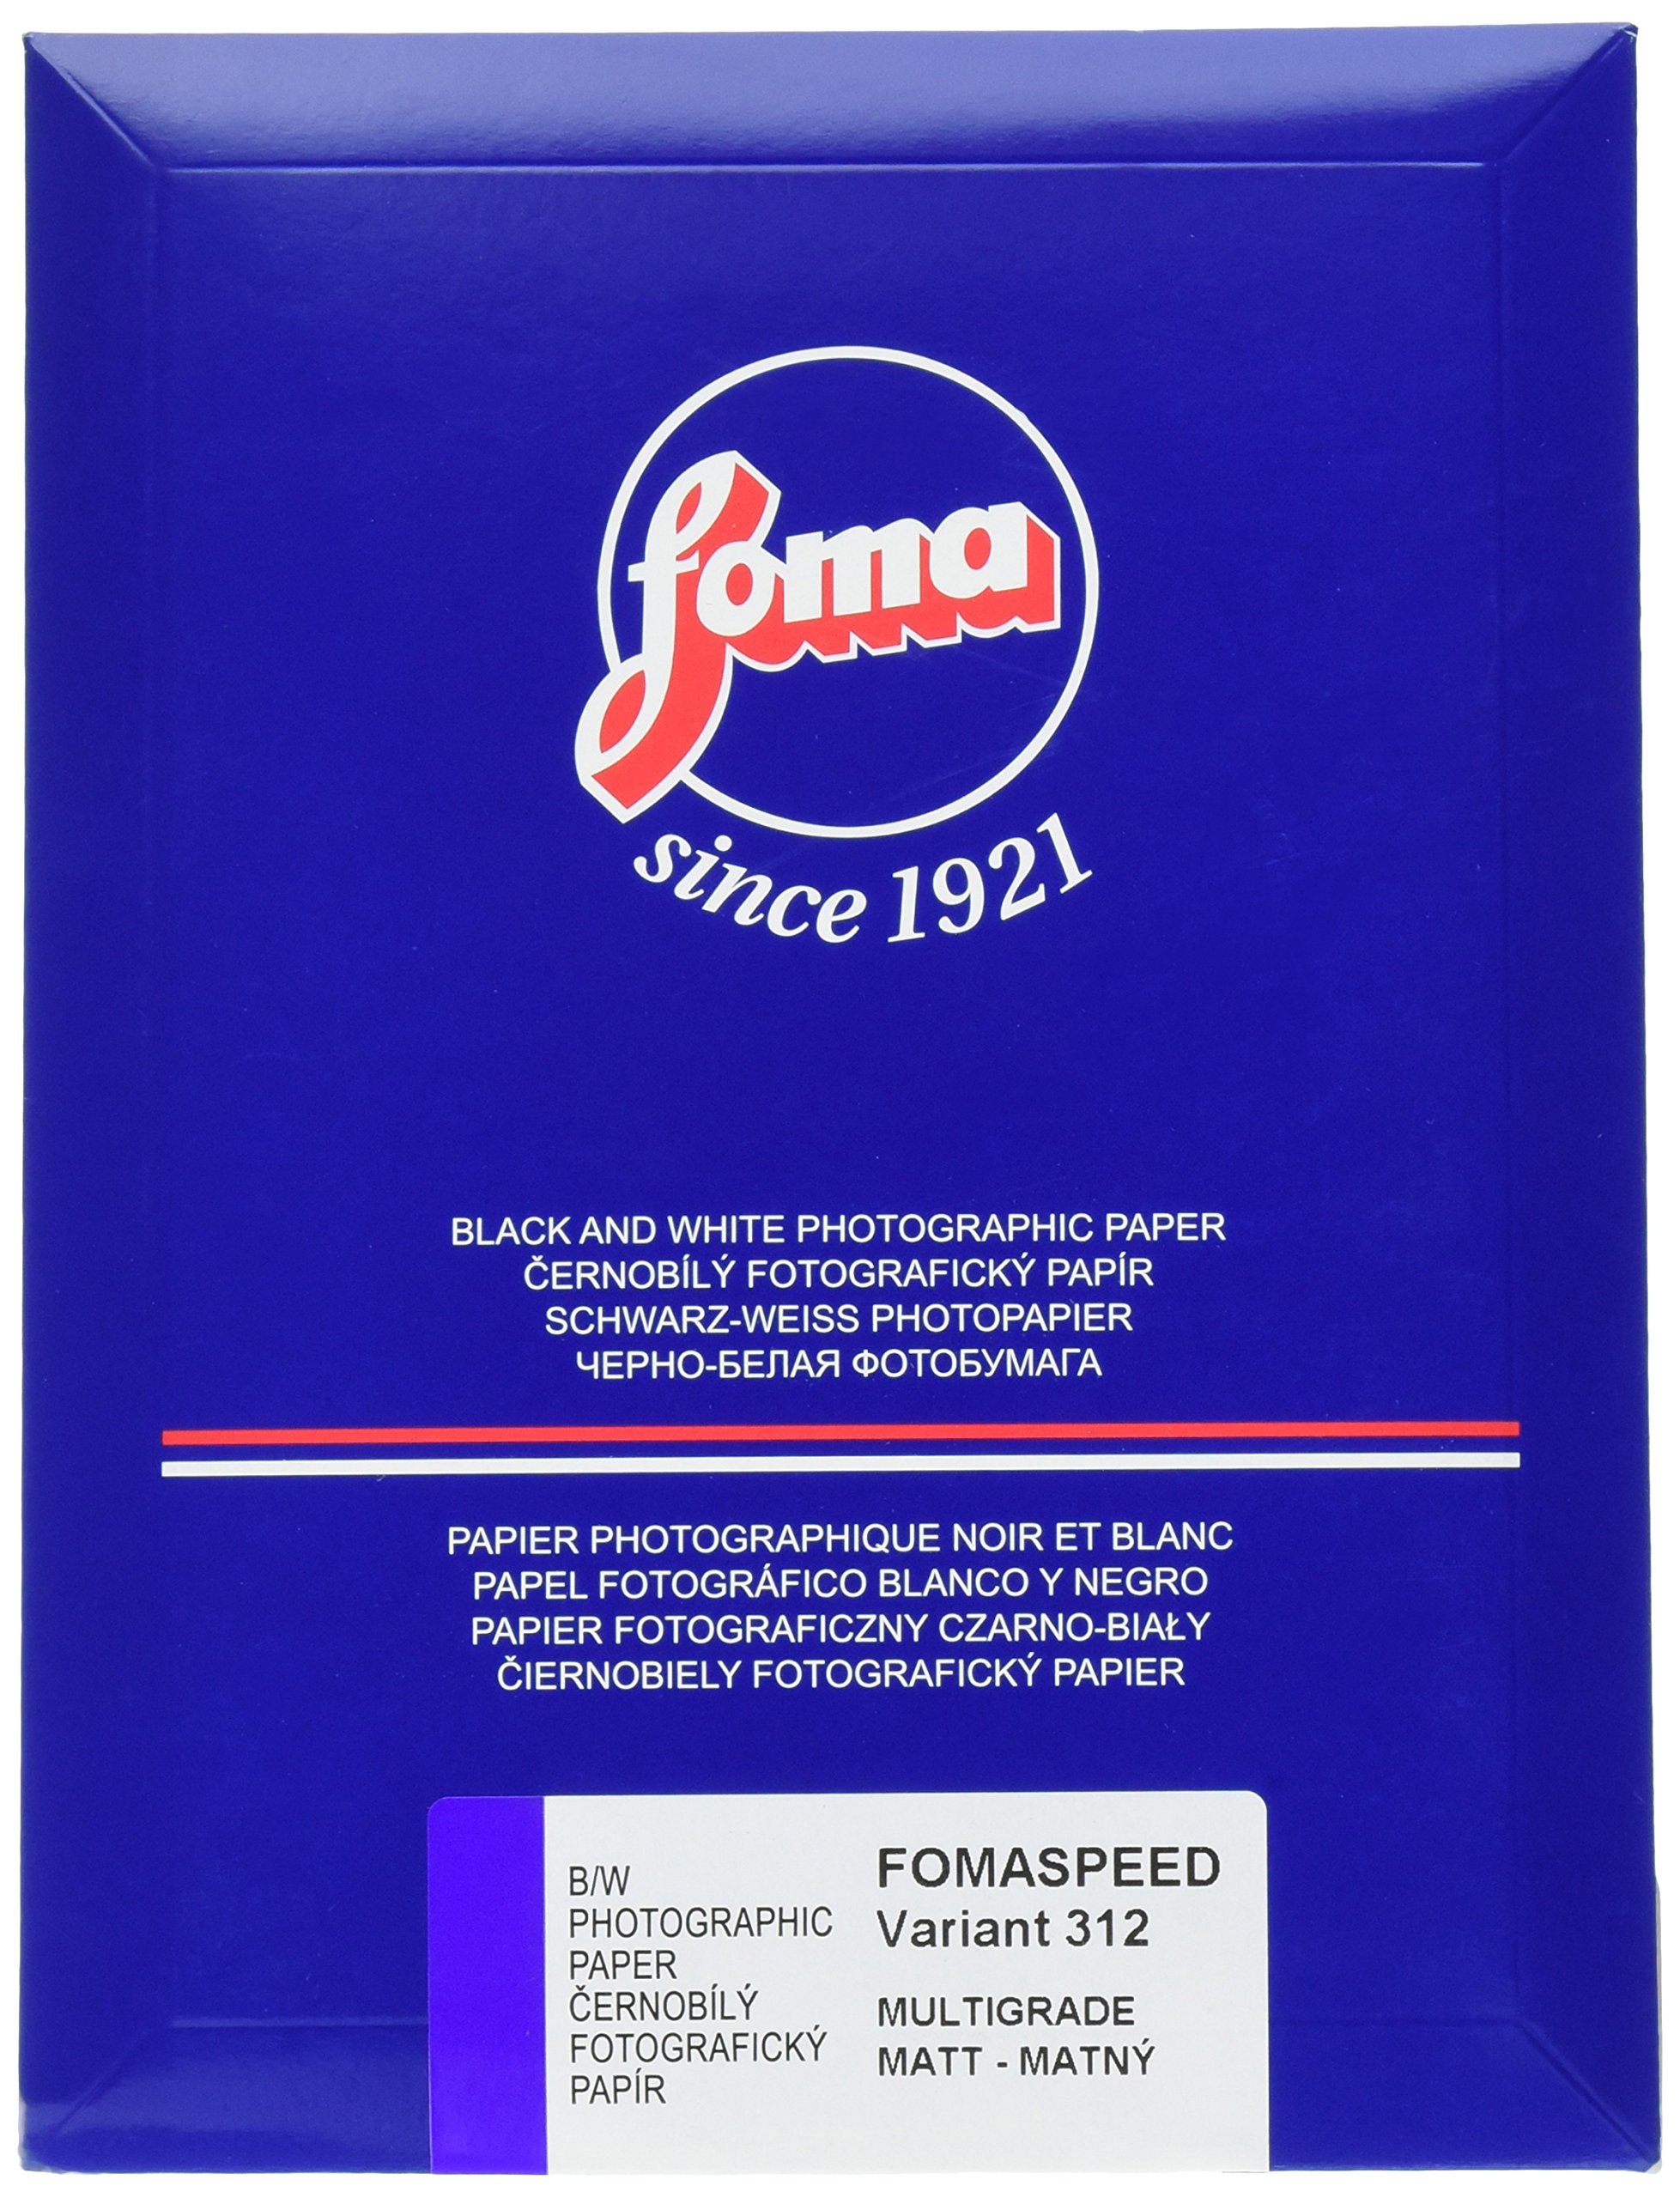 foma
since 1921
BLACK AND WHITE PHOTOGRAPHIC PAPER
ČERNOBÍLÝ FOTOGRAFICKÝ PAPÍR
SCHWARZ-WEISS PHOTOPAPIER
ЧЕРНО-БЕЛАЯ ФОТОБУМАГА
PAPIER PHOTOGRAPHIQUE NOIR ET BLANC
PAPEL FOTOGRÁFICO BLANCO Y NEGRO
PAPIER FOTOGRAFICZNY CZARNO-BIAŁY
ČIERNOBIELY FOTOGRAFICKÝ PAPIER
B/W
PHOTOGRAPHIC
PAPER
ČERNOBÍLÝ
FOTOGRAFICKÝ
PAPÍR
FOMASPEED
Variant 312
MULTIGRADE
MATT - MATNÝ